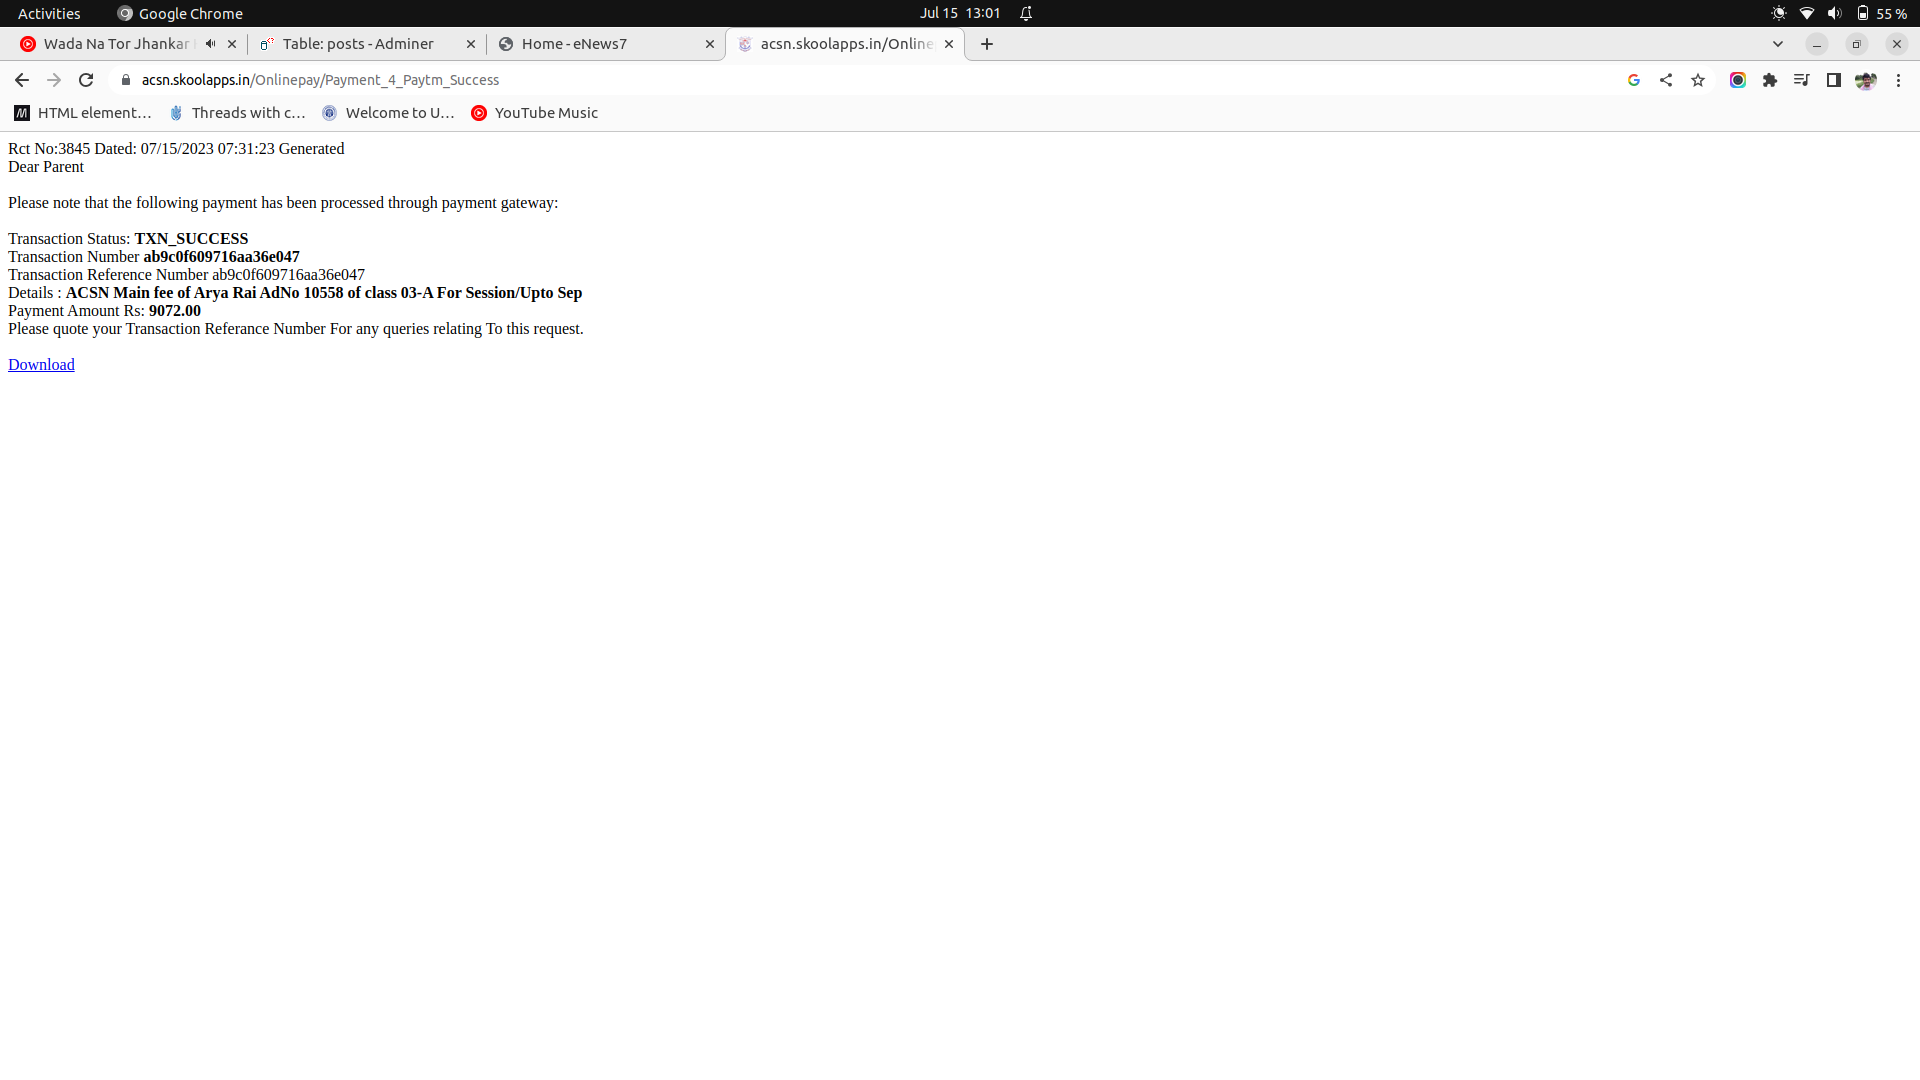 Activities
Google Chrome
Jul 15 13:01
55 %
Wada Na Tor Jhankar
Table: posts - Adminer
Home - eNews7
acsn.skoolapps.in/Online
acsn.skoolapps.in/Onlinepay/Payment_4_Paytm_Success
HTML element…
Threads with c…
Welcome to U…
YouTube Music
Rct No:3845 Dated: 07/15/2023 07:31:23 Generated
Dear Parent
Please note that the following payment has been processed through payment gateway:
Transaction Status: TXN_SUCCESS
Transaction Number ab9c0f609716aa36e047
Transaction Reference Number ab9c0f609716aa36e047
Details : ACSN Main fee of Arya Rai AdNo 10558 of class 03-A For Session/Upto Sep
Payment Amount Rs: 9072.00
Please quote your Transaction Referance Number For any queries relating To this request.
Download